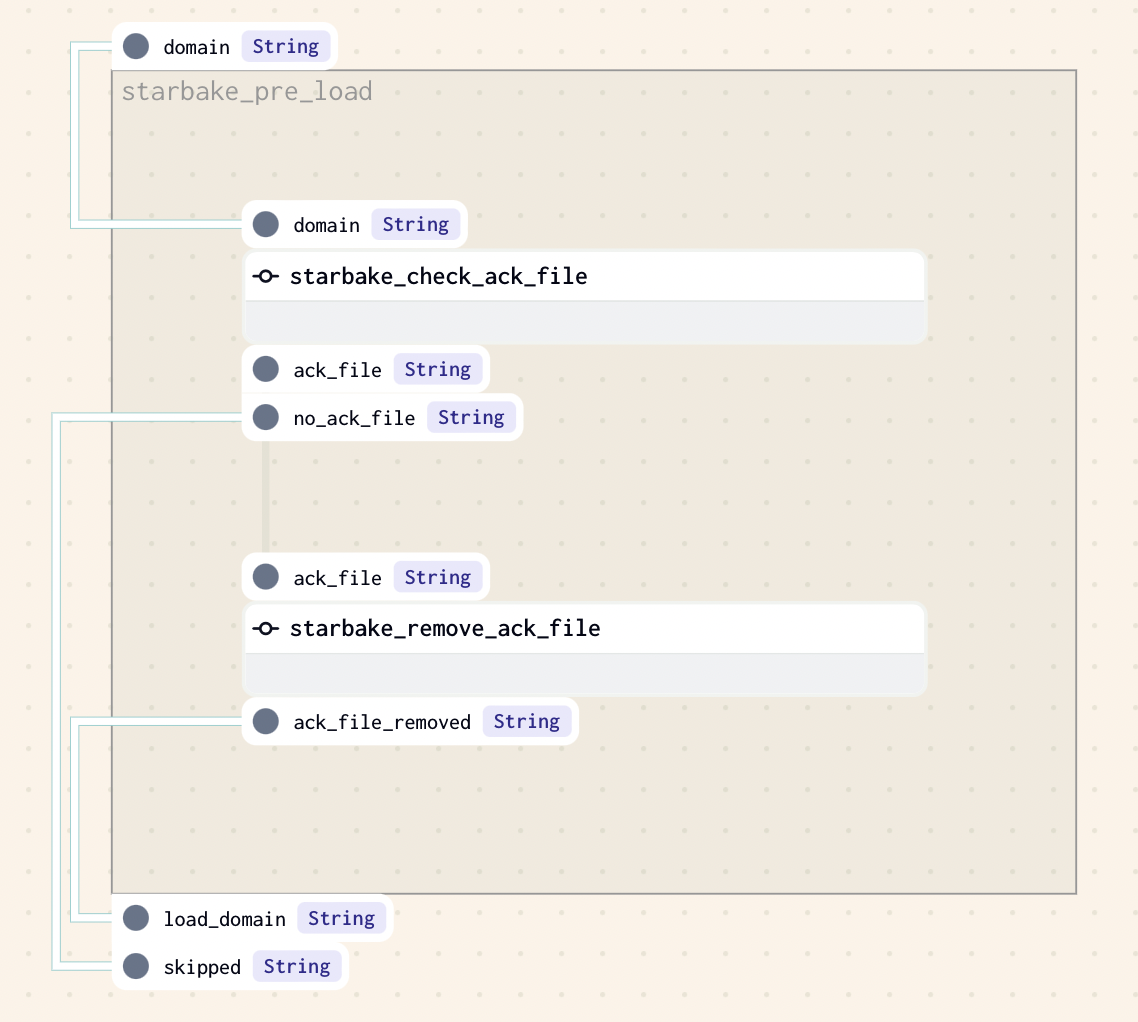 domain String
starbake_pre_load
domain String
starbake_check_ack_file
ack_file String
no_ack_file String
ack_file String
starbake_remove_ack_file
ack_file_removed String
load_domain String
skipped String